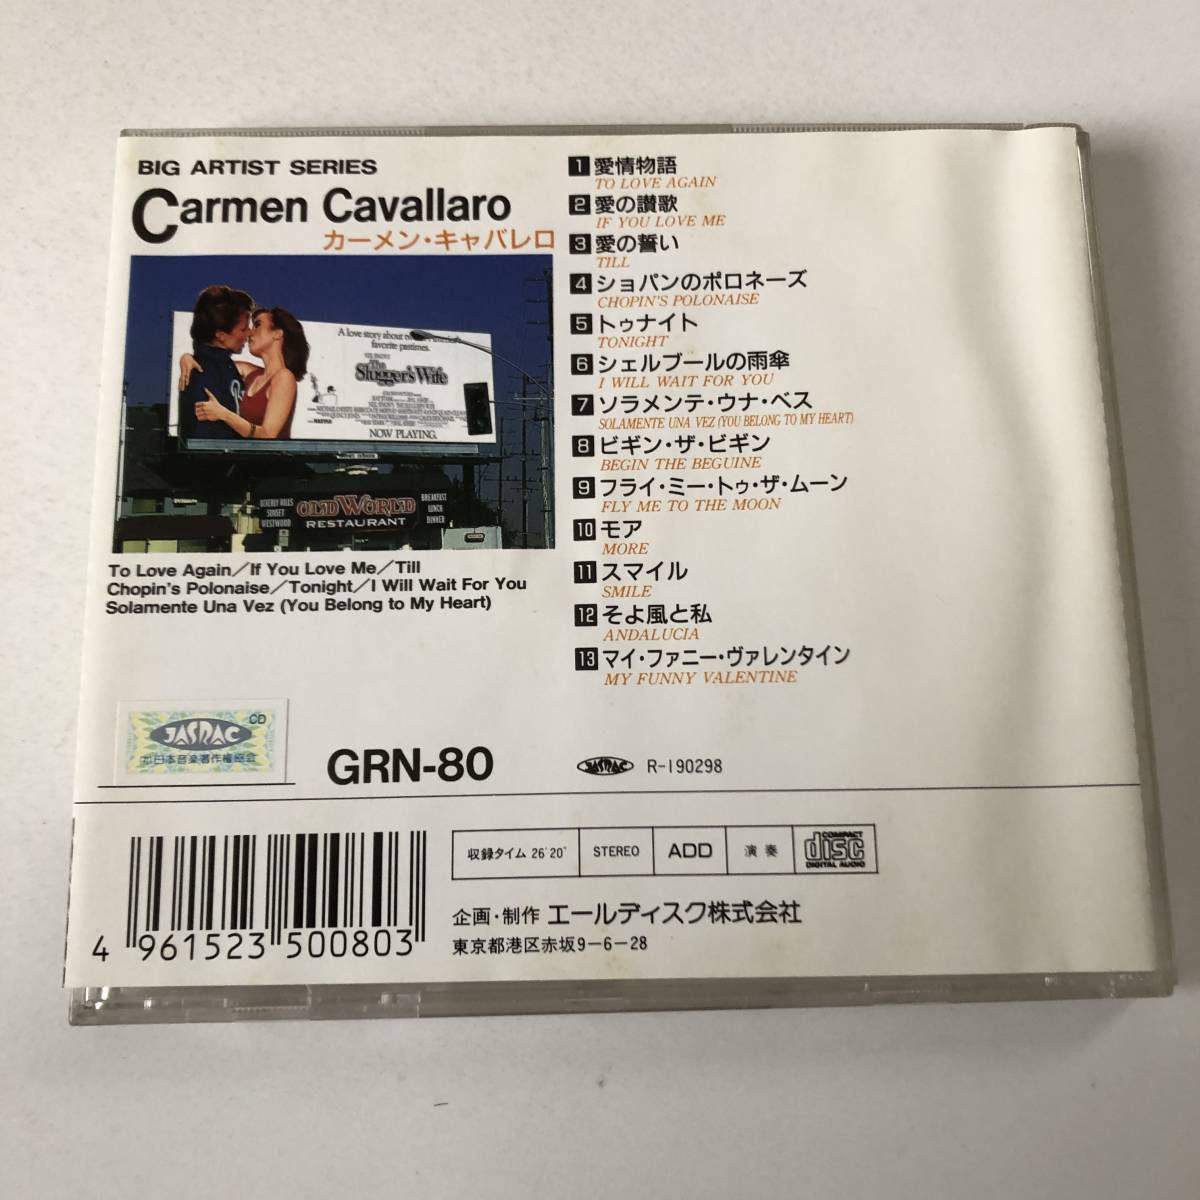 BIG ARTIST SERIES
Carmen Cavallaro
カーメン・キャバレロ
A love story about
favorite pastimes.
The
Slugger's Wife
NOW PLAYING.
BEVERLY HILLS
SUNSET
WESTWOOD
OLD WORLD
RESTAURANT
BREAKFAST
LUNCH
DINNER
To Love Again/If You Love Me/Till
Chopin's Polonaise/Tonight/I Will Wait For You
Solamente Una Vez (You Belong to My Heart)
1 愛情物語
TO LOVE AGAIN
2 愛の讃歌
IF YOU LOVE ME
3 愛の誓い
TILL
4 ショパンのポロネーズ
CHOPIN'S POLONAISE
5 トゥナイト
TONIGHT
6 シェルブールの雨傘
I WILL WAIT FOR YOU
7 ソラメンテ・ウナ・ベス
SOLAMENTE UNA VEZ (YOU BELONG TO MY HEART)
8 ビギン・ザ・ビギン
BEGIN THE BEGUINE
9 フライ・ミー・トゥ・ザ・ムーン
FLY ME TO THE MOON
10 モア
MORE
11 スマイル
SMILE
12 そよ風と私
ANDALUCIA
13 マイ・ファニー・ヴァレンタイン
MY FUNNY VALENTINE
CD
JASRAC
日本音楽著作権協会
GRN-80
JASRAC R-190298
4 961523 500803
収録タイム 26'20" STEREO ADD 演奏 COMPACT disc DIGITAL AUDIO
企画・制作 エールディスク株式会社
東京都港区赤坂9-6-28